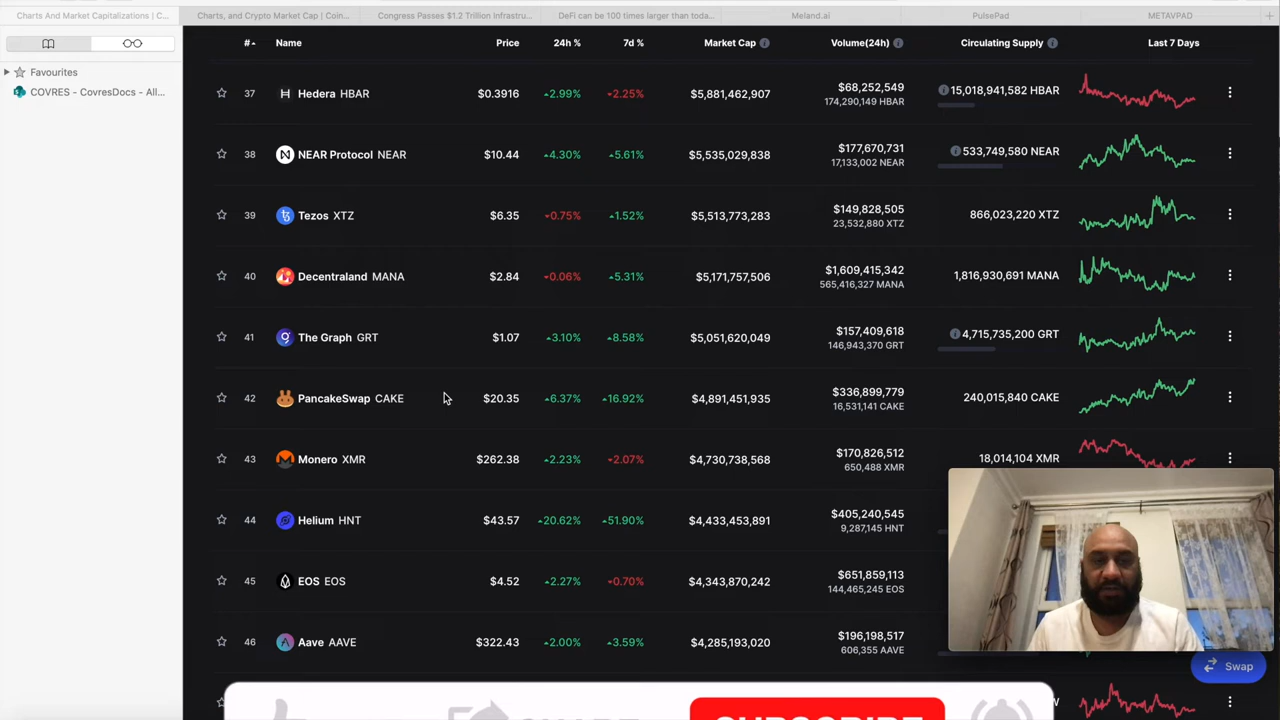 Charts And Market Capitalizations | C...
Charts, and Crypto Market Cap | Coin...
Congress Passes $1.2 Trillion Infrastru...
DeFi can be 100 times larger than toda...
Meland.ai
PulsePad
METAVPAD
Favourites
COVRES - CovresDocs - All...
# Name Price 24h % 7d % Market Cap Volume(24h) Circulating Supply Last 7 Days
37 Hedera HBAR $0.3916 2.99% 2.25% $5,881,462,907 $68,252,549 15,018,941,582 HBAR
174,290,149 HBAR
38 NEAR Protocol NEAR $10.44 4.30% 5.61% $5,535,029,838 $177,670,731 533,749,580 NEAR
17,133,002 NEAR
39 Tezos XTZ $6.35 0.75% 1.52% $5,513,773,283 $149,828,505 866,023,220 XTZ
23,532,880 XTZ
40 Decentraland MANA $2.84 0.06% 5.31% $5,171,757,506 $1,609,415,342 1,816,930,691 MANA
565,416,327 MANA
41 The Graph GRT $1.07 3.10% 8.58% $5,051,620,049 $157,409,618 4,715,735,200 GRT
146,943,370 GRT
42 PancakeSwap CAKE $20.35 6.37% 16.92% $4,891,451,935 $336,899,779 240,015,840 CAKE
16,531,141 CAKE
43 Monero XMR $262.38 2.23% 2.07% $4,730,738,568 $170,826,512 18,014,104 XMR
650,488 XMR
44 Helium HNT $43.57 20.62% 51.90% $4,433,453,891 $405,240,545
9,287,145 HNT
45 EOS EOS $4.52 2.27% 0.70% $4,343,870,242 $651,859,113
144,465,245 EOS
46 Aave AAVE $322.43 2.00% 3.59% $4,285,193,020 $196,198,517
606,355 AAVE
Swap
SUBSCRIBE